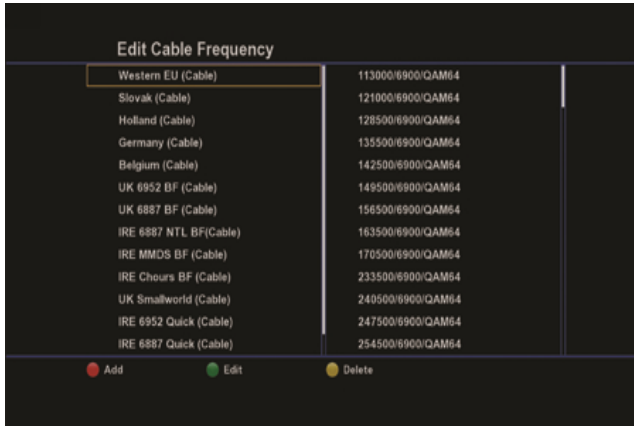 Edit Cable Frequency
Western EU (Cable) 113000/6900/QAM64
Slovak (Cable) 121000/6900/QAM64
Holland (Cable) 128500/6900/QAM64
Germany (Cable) 135500/6900/QAM64
Belgium (Cable) 142500/6900/QAM64
UK 6952 BF (Cable) 149500/6900/QAM64
UK 6887 BF (Cable) 156500/6900/QAM64
IRE 6887 NTL BF(Cable) 163500/6900/QAM64
IRE MMDS BF (Cable) 170500/6900/QAM64
IRE Chours BF (Cable) 233500/6900/QAM64
UK Smallworld (Cable) 240500/6900/QAM64
IRE 6952 Quick (Cable) 247500/6900/QAM64
IRE 6887 Quick (Cable) 254500/6900/QAM64
Add Edit Delete